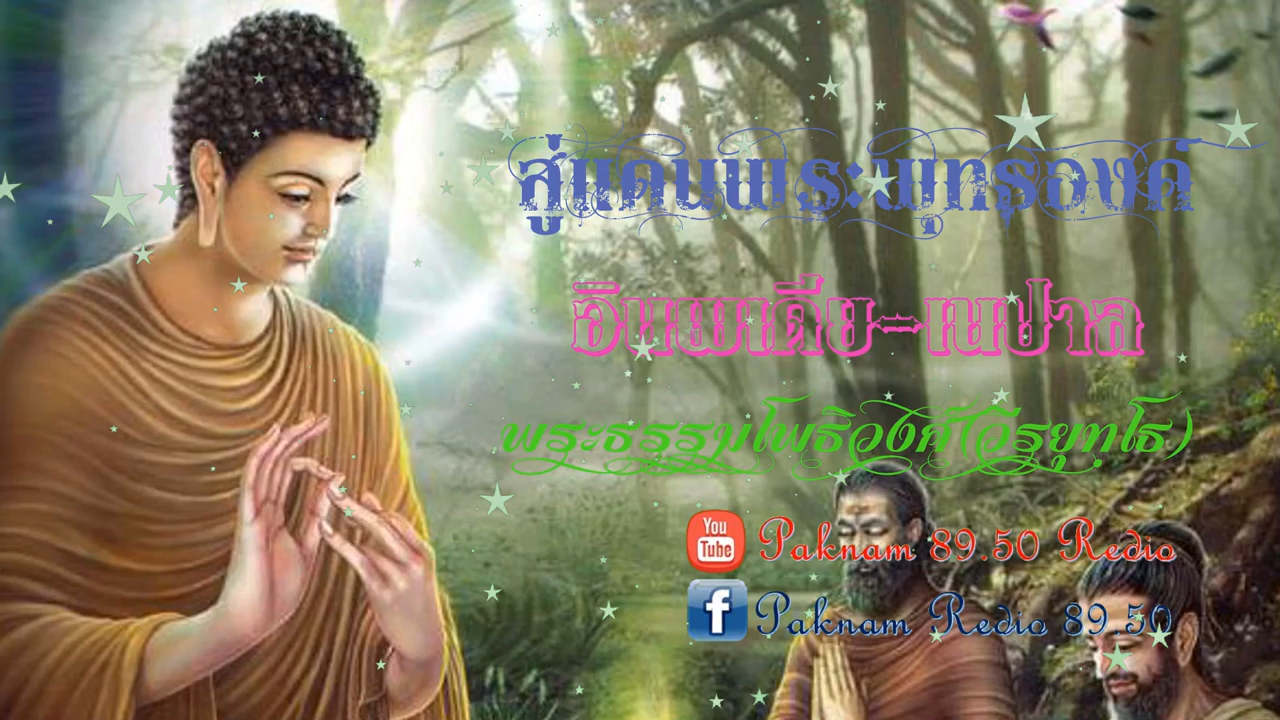 สู่แดนพระพุทธองค์
อินเดีย-เนปาล
พระธรรมโพธิวงศ์(วีรยุทฺโธ)
You Tube Paknam 89.50 Redio
f Paknam Redio 89.50